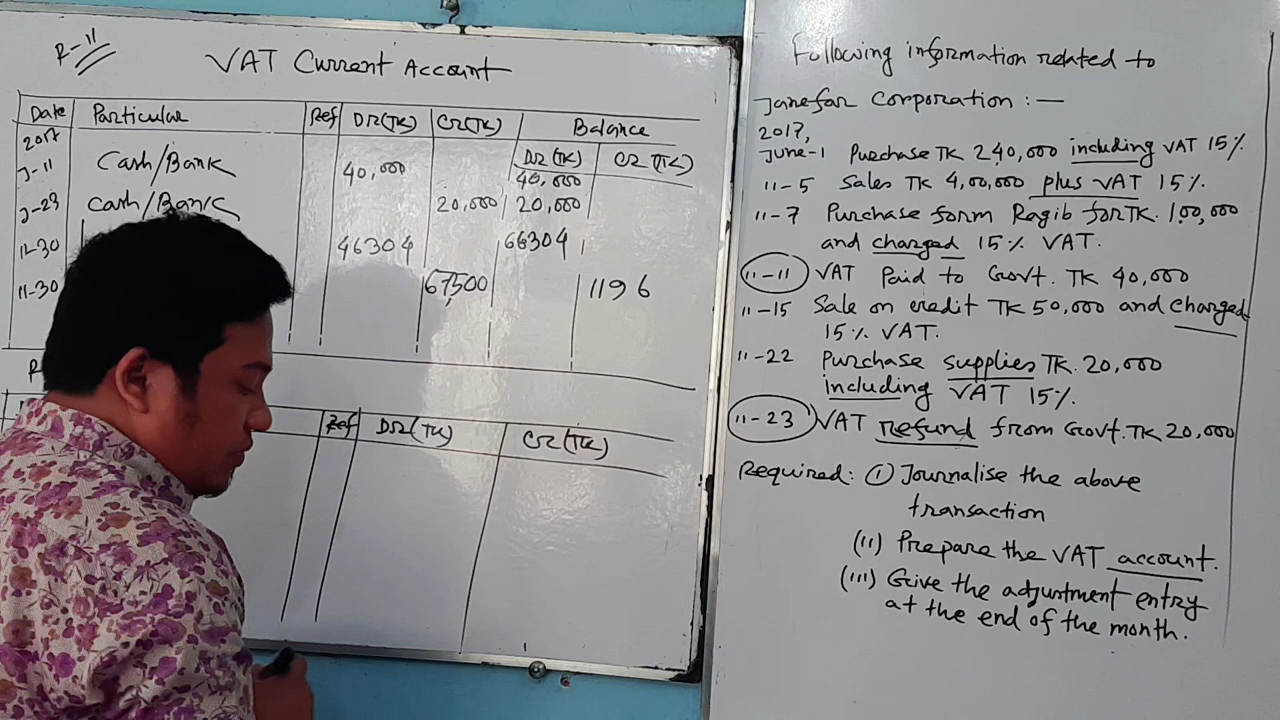 R-11
VAT Current Account
Date Particular Ref DR(TK) CR(TK) Balance
2017 DR(TK) CR(TK)
J-11 Cash/Bank 40,000 40,000
J-23 Cash/Bank 20,000 20,000
11-30 46304 66304
11-30 67,500 1196
R
Ref DR(TK) CR(TK)
Following information related to
Janefar Corporation :—
2017,
June-1 Purchase TK 240,000 including VAT 15%
11-5 Sales TK 4,00,000 plus VAT 15%.
11-7 Purchase form Ragib for TK. 1,00,000
and charged 15% VAT.
11-11 VAT Paid to Govt. TK 40,000
11-15 Sale on credit TK 50,000 and charged
15% VAT.
11-22 Purchase supplies TK. 20,000
including VAT 15%.
11-23 VAT refund from Govt. TK 20,000
Required: (1) Journalise the above
transaction
(11) Prepare the VAT account.
(111) Give the adjustment entry
at the end of the month.